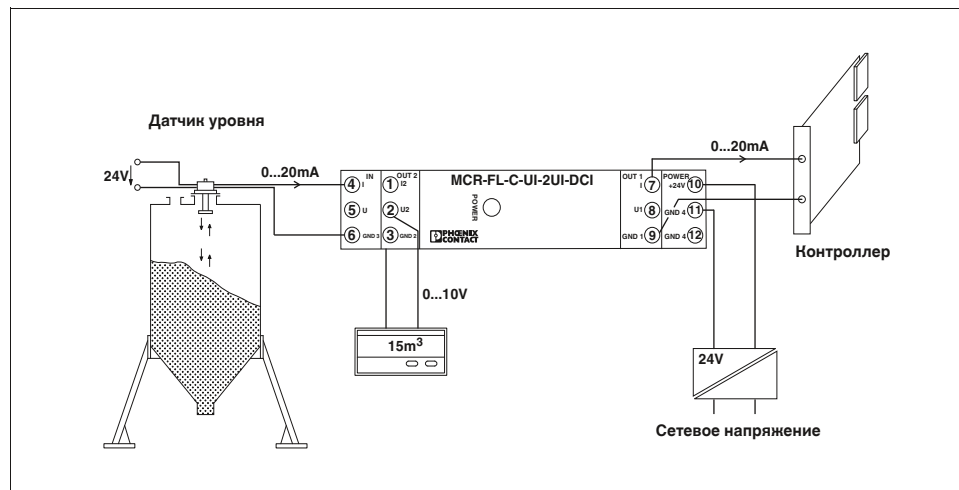 Датчик уровня
24V
0...20mA
4 I IN
5 U
6 GND 3
1 I2 OUT 2
2 U2
3 GND 2
MCR-FL-C-UI-2UI-DCI
POWER
PHŒNIX
CONTACT
OUT 1
I 7
U1 8
GND 1 9
POWER
+24V 10
GND 4 11
GND 4 12
0...20mA
Контроллер
0...10V
15m³
24V
Сетевое напряжение